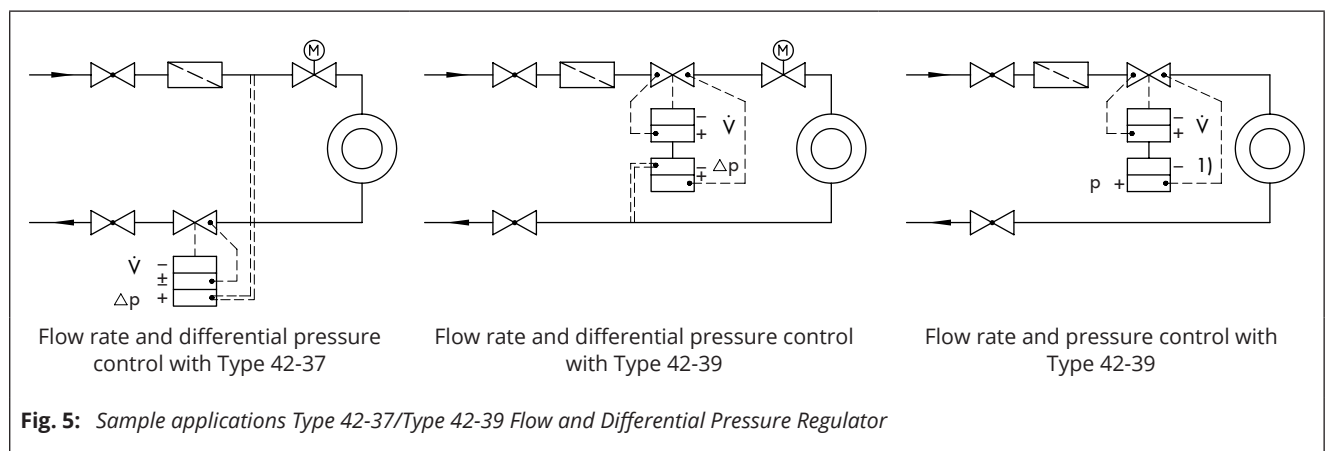 M
V̇ −
±
Δp +
Flow rate and differential pressure
control with Type 42-37
M
−
+ V̇
− Δp
+
Flow rate and differential pressure control
with Type 42-39
−
+ V̇
− 1)
p +
Flow rate and pressure control with
Type 42-39
Fig. 5: Sample applications Type 42-37/Type 42-39 Flow and Differential Pressure Regulator